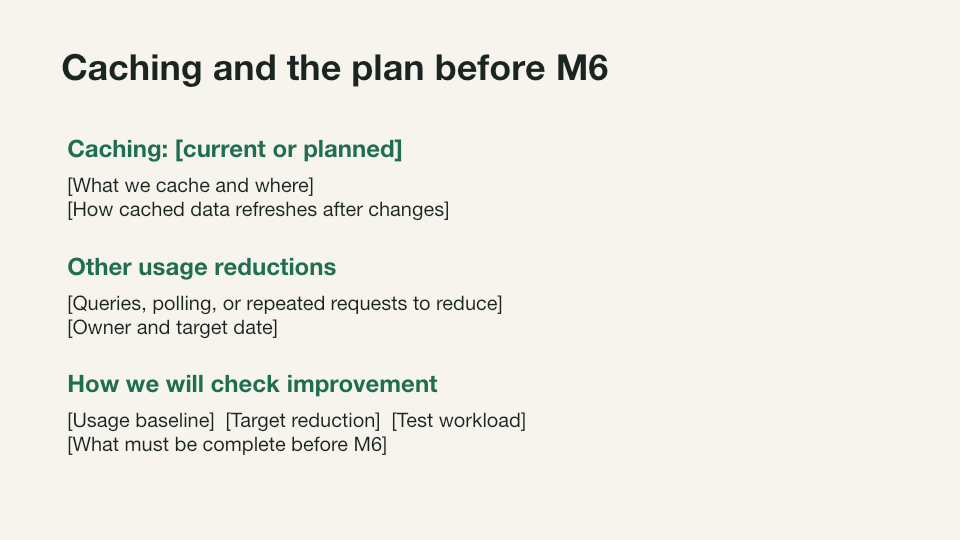 Caching and the plan before M6
Caching: [current or planned]
[What we cache and where]
[How cached data refreshes after changes]
Other usage reductions
[Queries, polling, or repeated requests to reduce]
[Owner and target date]
How we will check improvement
[Usage baseline]  [Target reduction]  [Test workload]
[What must be complete before M6]